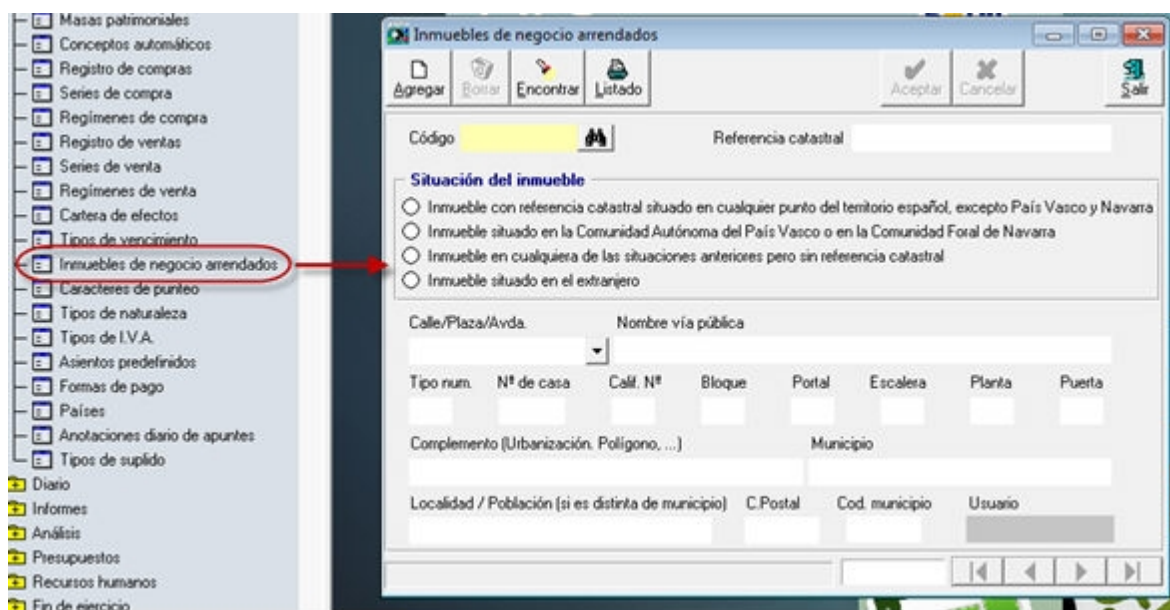 Masas patrimoniales
Conceptos automáticos
Registro de compras
Series de compra
Regímenes de compra
Registro de ventas
Series de venta
Regímenes de venta
Cartera de efectos
Tipos de vencimiento
Inmuebles de negocio arrendados
Caracteres de punteo
Tipos de naturaleza
Tipos de I.V.A.
Asientos predefinidos
Formas de pago
Países
Anotaciones diario de apuntes
Tipos de suplido
Diario
Informes
Análisis
Presupuestos
Recursos humanos
Fin de ejercicio
Inmuebles de negocio arrendados
Agregar Borrar Encontrar Listado Aceptar Cancelar Salir
Código Referencia catastral
Situación del inmueble
Inmueble con referencia catastral situado en cualquier punto del territorio español, excepto País Vasco y Navarra
Inmueble situado en la Comunidad Autónoma del País Vasco o en la Comunidad Foral de Navarra
Inmueble en cualquiera de las situaciones anteriores pero sin referencia catastral
Inmueble situado en el extranjero
Calle/Plaza/Avda. Nombre vía pública
Tipo num. Nº de casa Calif. Nº Bloque Portal Escalera Planta Puerta
Complemento (Urbanización. Polígono, ...) Municipio
Localidad / Población (si es distinta de municipio) C.Postal Cod. municipio Usuario